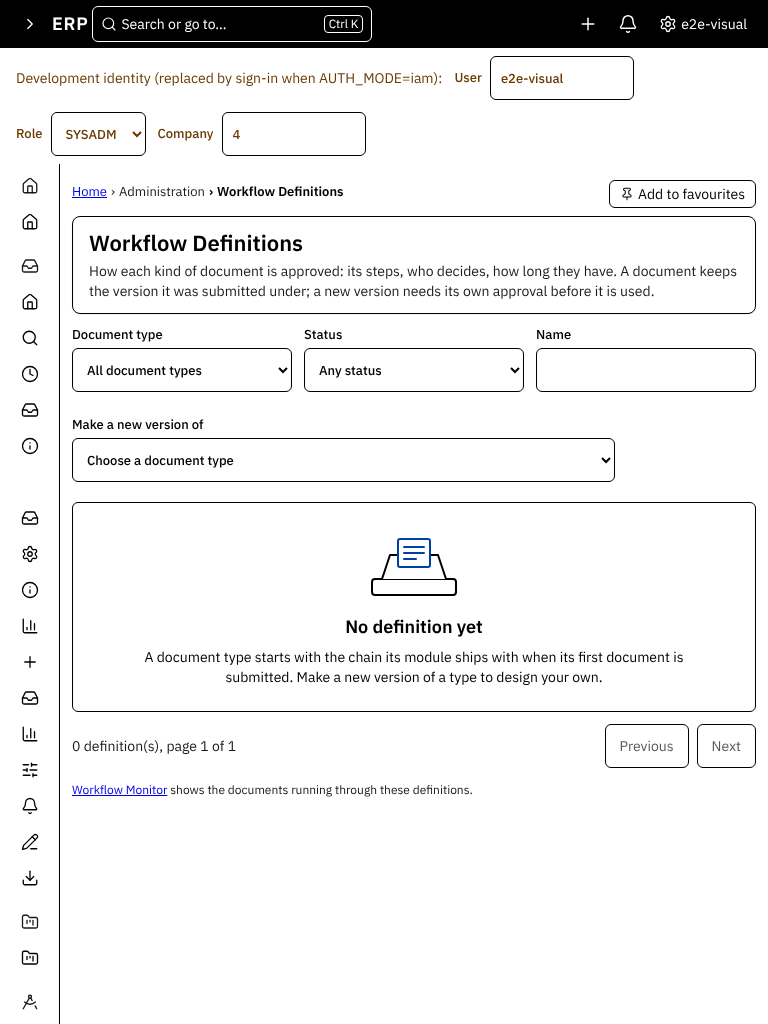 ERP
Search or go to...
Ctrl K
e2e-visual
Development identity (replaced by sign-in when AUTH_MODE=iam):
User
e2e-visual
Role
SYSADM
Company
4
Home › Administration › Workflow Definitions
Add to favourites
Workflow Definitions
How each kind of document is approved: its steps, who decides, how long they have. A document keeps
the version it was submitted under; a new version needs its own approval before it is used.
Document type
Status
Name
All document types
Any status
Make a new version of
Choose a document type
No definition yet
A document type starts with the chain its module ships with when its first document is
submitted. Make a new version of a type to design your own.
0 definition(s), page 1 of 1
Previous
Next
Workflow Monitor shows the documents running through these definitions.